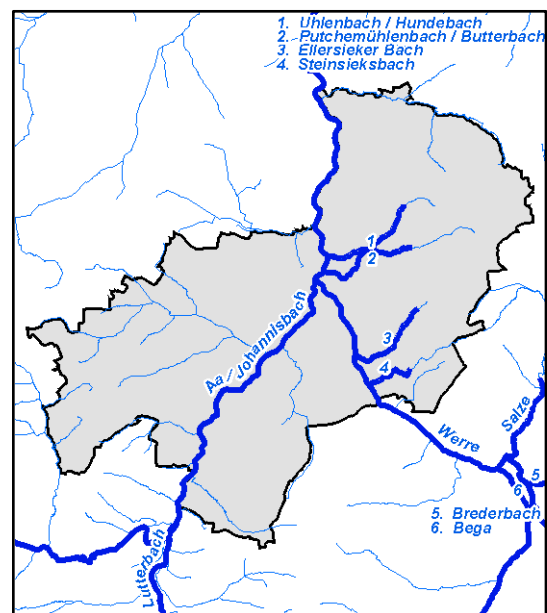 1. Uhlenbach / Hundebach
2. Putchemühlenbach / Butterbach
3. Ellersieker Bach
4. Steinsieksbach
1
2
Aa / Johannisbach
3
4
Werre
Salze
5
6
5. Brederbach
6. Bega
Lutterbach